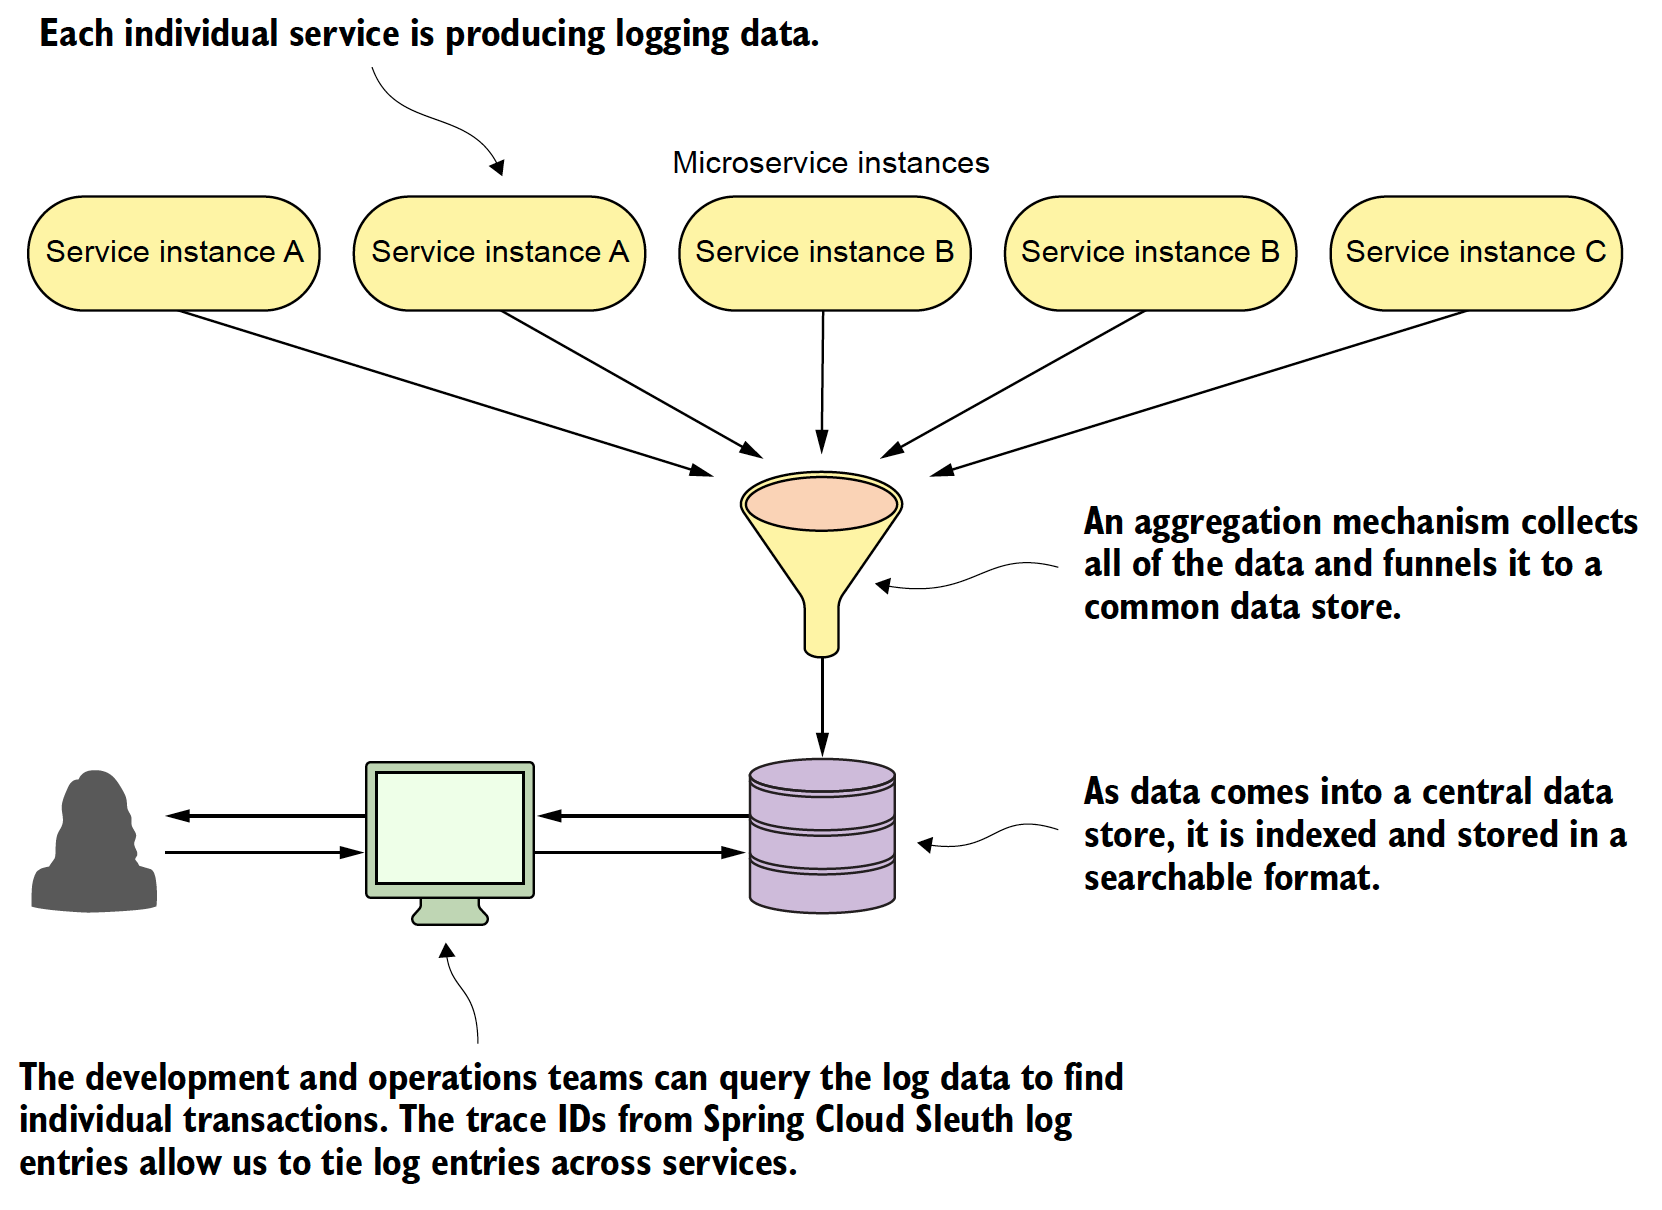 Each individual service is producing logging data.
Microservice instances
Service instance A
Service instance A
Service instance B
Service instance B
Service instance C
An aggregation mechanism collects
all of the data and funnels it to a
common data store.
As data comes into a central data
store, it is indexed and stored in a
searchable format.
The development and operations teams can query the log data to find
individual transactions. The trace IDs from Spring Cloud Sleuth log
entries allow us to tie log entries across services.